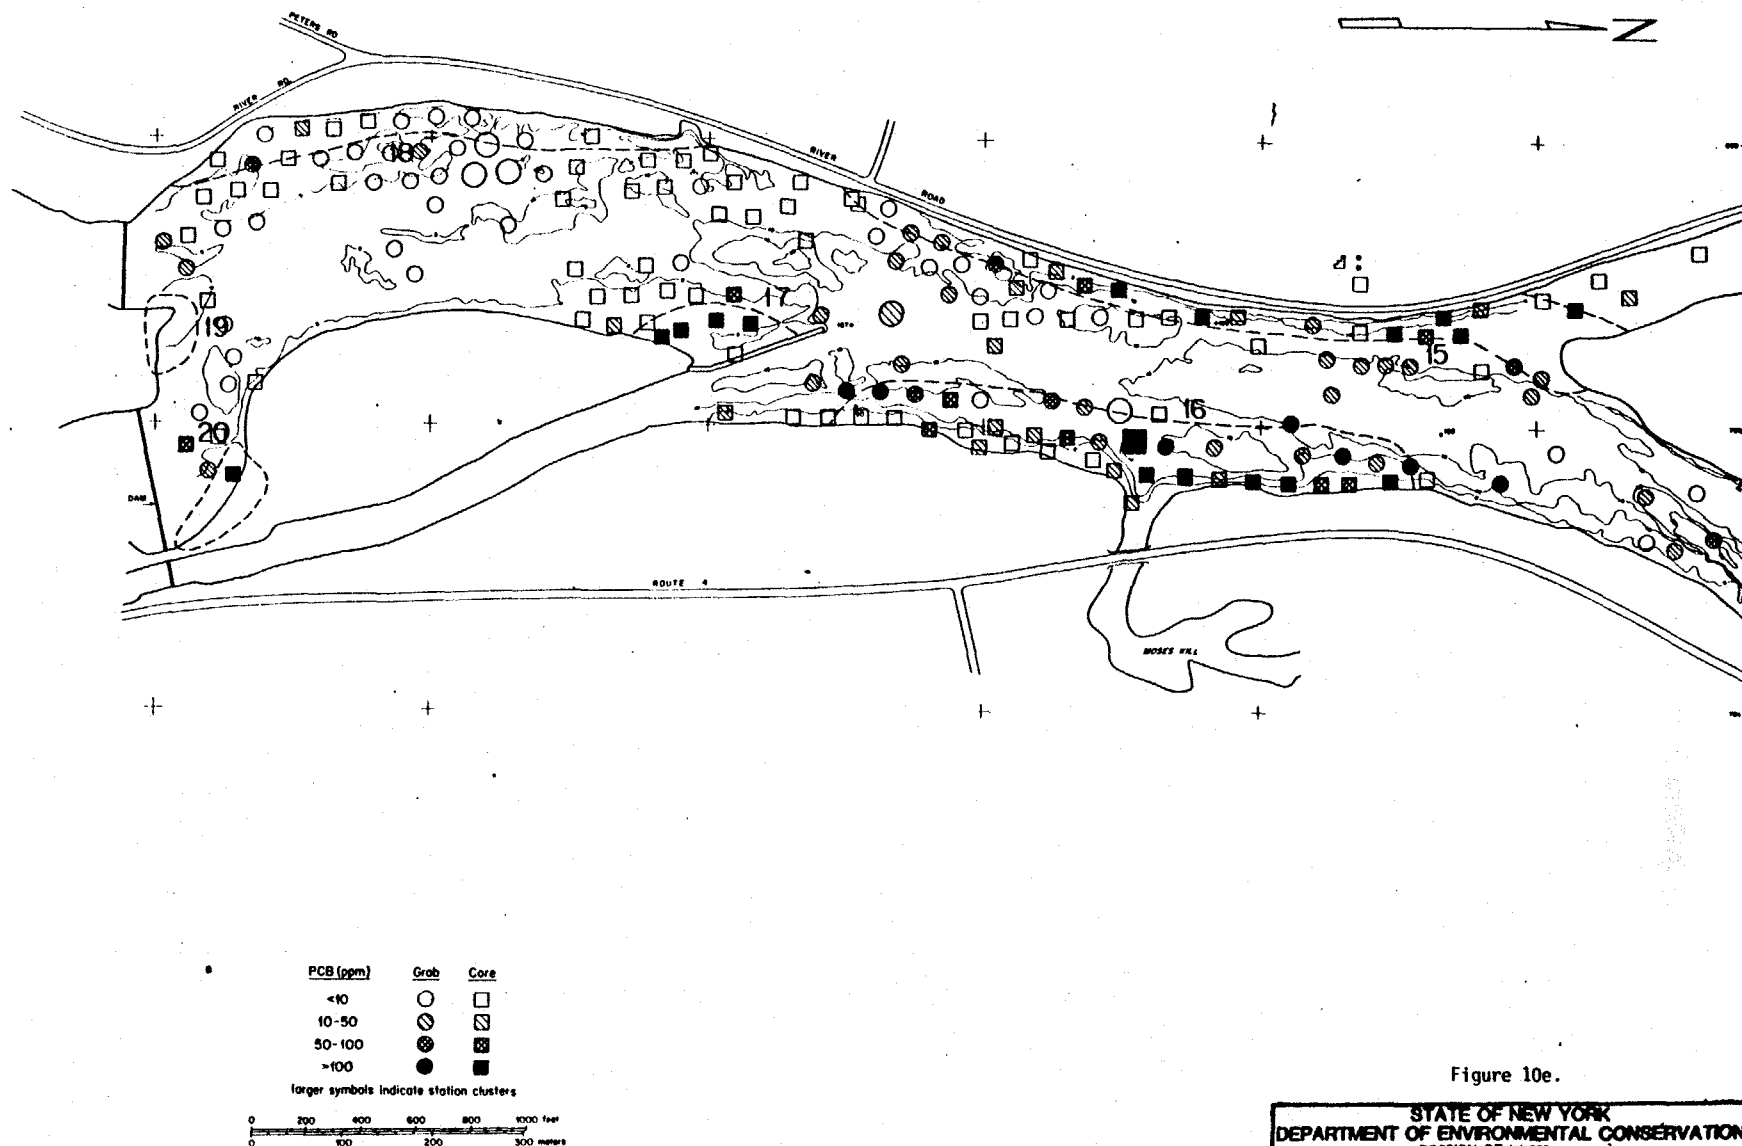 N
PETERS RD
RIVER RD
RIVER ROAD
18
17
19
15
16
20
DAM
ROUTE 4
MOSES KILL
PCB (ppm) Grab Core
<10
10-50
50-100
>100
larger symbols indicate station clusters
0 200 400 600 800 1000 feet
0 100 200 300 meters
Figure 10e.
STATE OF NEW YORK
DEPARTMENT OF ENVIRONMENTAL CONSERVATION